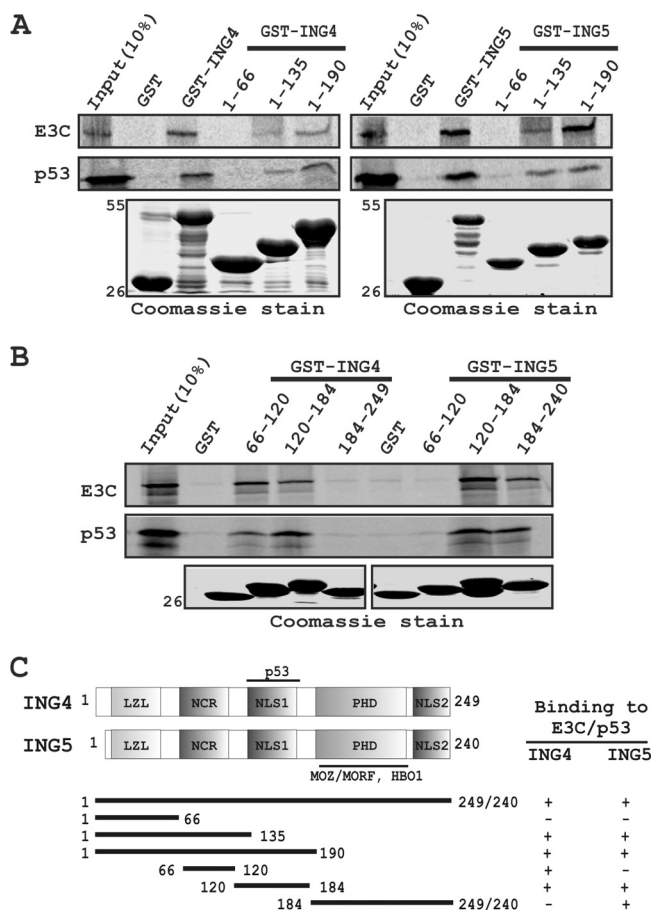 A
Input(10%) GST GST-ING4 GST-ING4 1-66 1-135 1-190
Input(10%) GST GST-ING5 GST-ING5 1-66 1-135 1-190
E3C
p53
55
26
Coomassie stain
55
26
Coomassie stain
B
GST-ING4 GST-ING5
Input(10%) GST 66-120 120-184 184-249 GST 66-120 120-184 184-240
E3C
p53
26
Coomassie stain
C
p53
ING4 1 LZL NCR NLS1 PHD NLS2 249
ING5 1 LZL NCR NLS1 PHD NLS2 240
MOZ/MORF, HBO1
Binding to
E3C/p53
ING4 ING5
1 249/240 + +
1 66 - -
1 135 + +
1 190 + +
66 120 + -
120 184 + +
184 249/240 - +